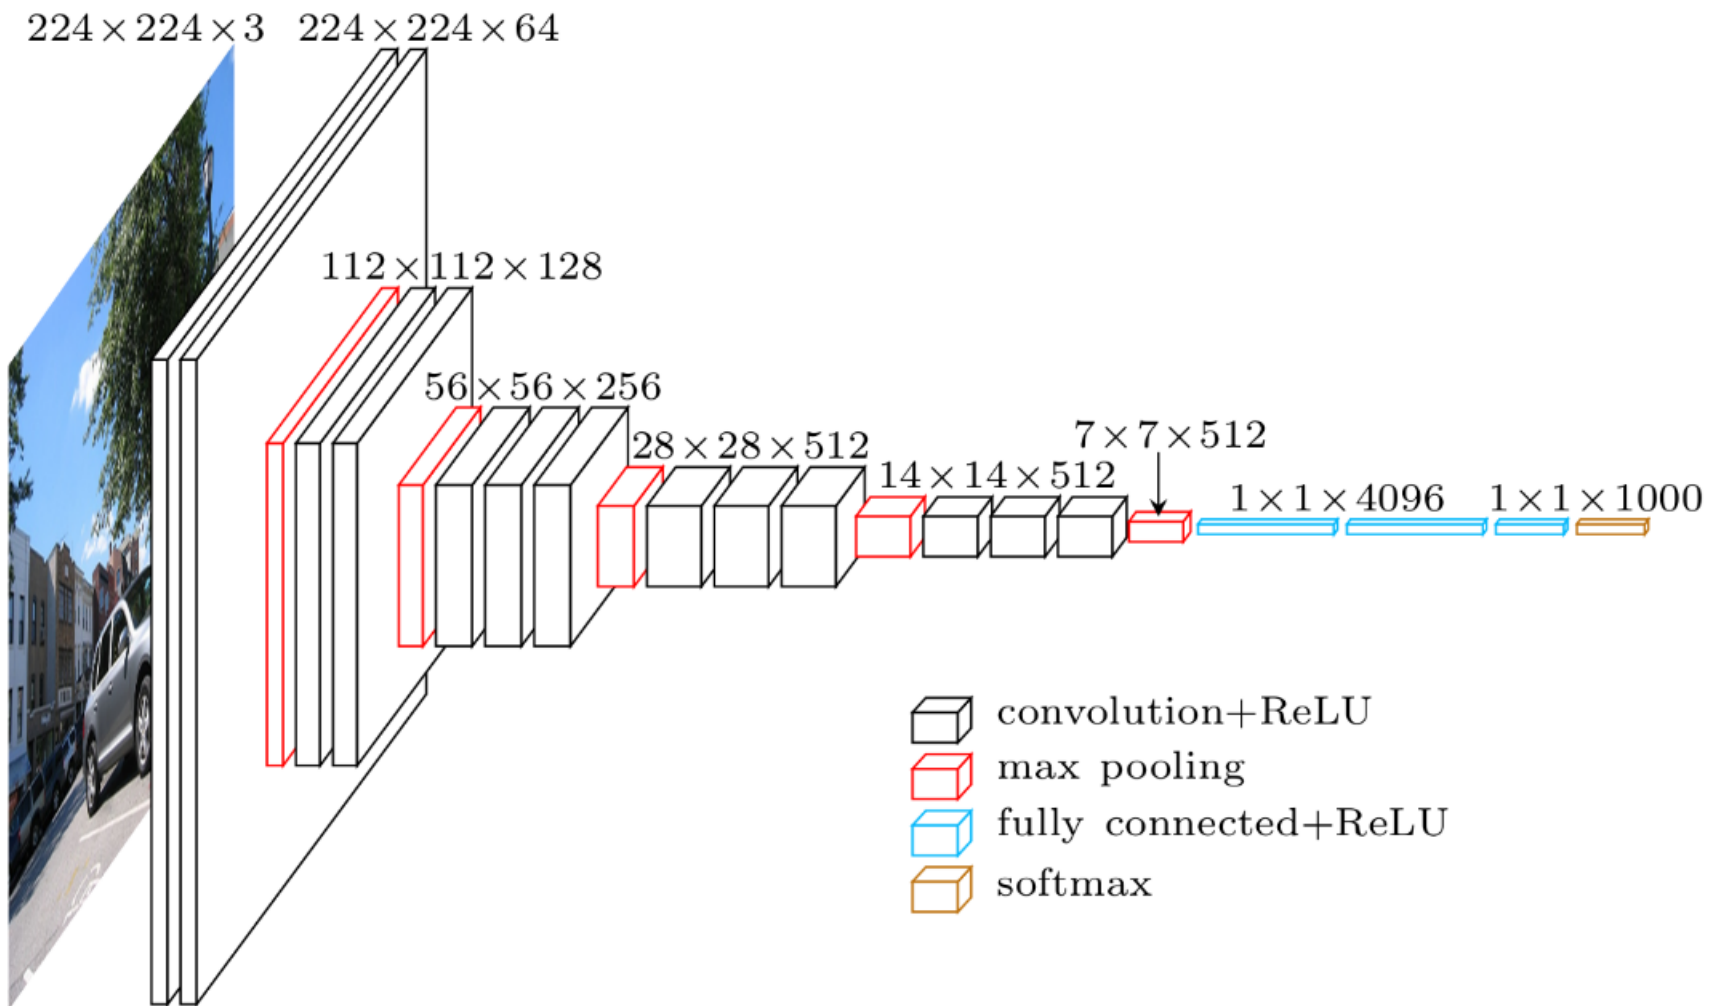 224×224×3
224×224×64
112×112×128
56×56×256
28×28×512
14×14×512
7×7×512
1×1×4096
1×1×1000
convolution+ReLU
max pooling
fully connected+ReLU
softmax